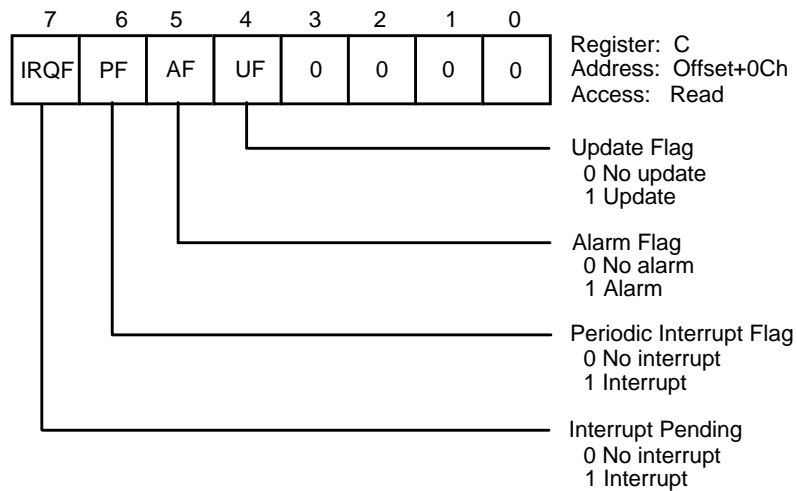 7 6 5 4 3 2 1 0
IRQF PF AF UF 0 0 0 0
Register: C
Address: Offset+0Ch
Access: Read
Update Flag
0 No update
1 Update
Alarm Flag
0 No alarm
1 Alarm
Periodic Interrupt Flag
0 No interrupt
1 Interrupt
Interrupt Pending
0 No interrupt
1 Interrupt